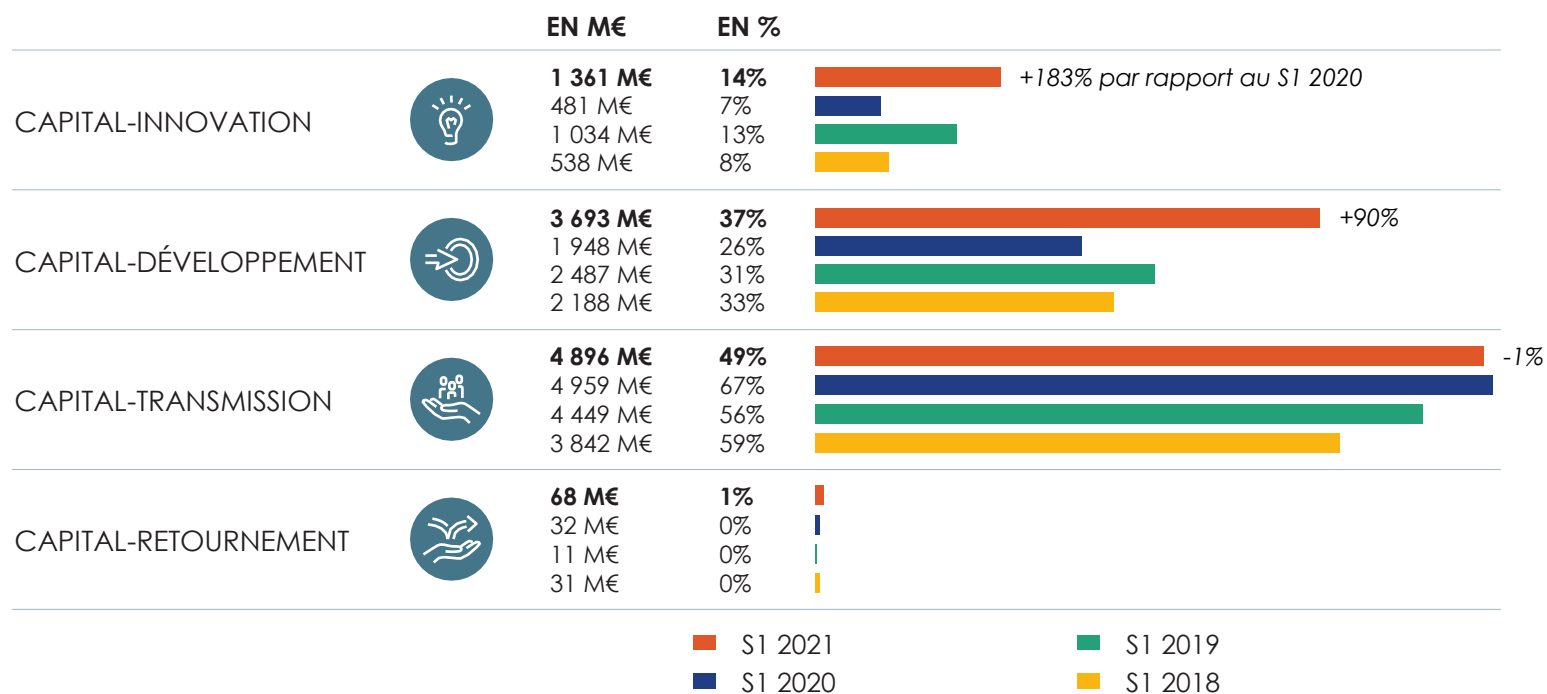 EN M€ EN %
CAPITAL-INNOVATION
1 361 M€ 14% +183% par rapport au S1 2020
481 M€ 7%
1 034 M€ 13%
538 M€ 8%
CAPITAL-DÉVELOPPEMENT
3 693 M€ 37% +90%
1 948 M€ 26%
2 487 M€ 31%
2 188 M€ 33%
CAPITAL-TRANSMISSION
4 896 M€ 49% -1%
4 959 M€ 67%
4 449 M€ 56%
3 842 M€ 59%
CAPITAL-RETOURNEMENT
68 M€ 1%
32 M€ 0%
11 M€ 0%
31 M€ 0%
S1 2021 S1 2019
S1 2020 S1 2018